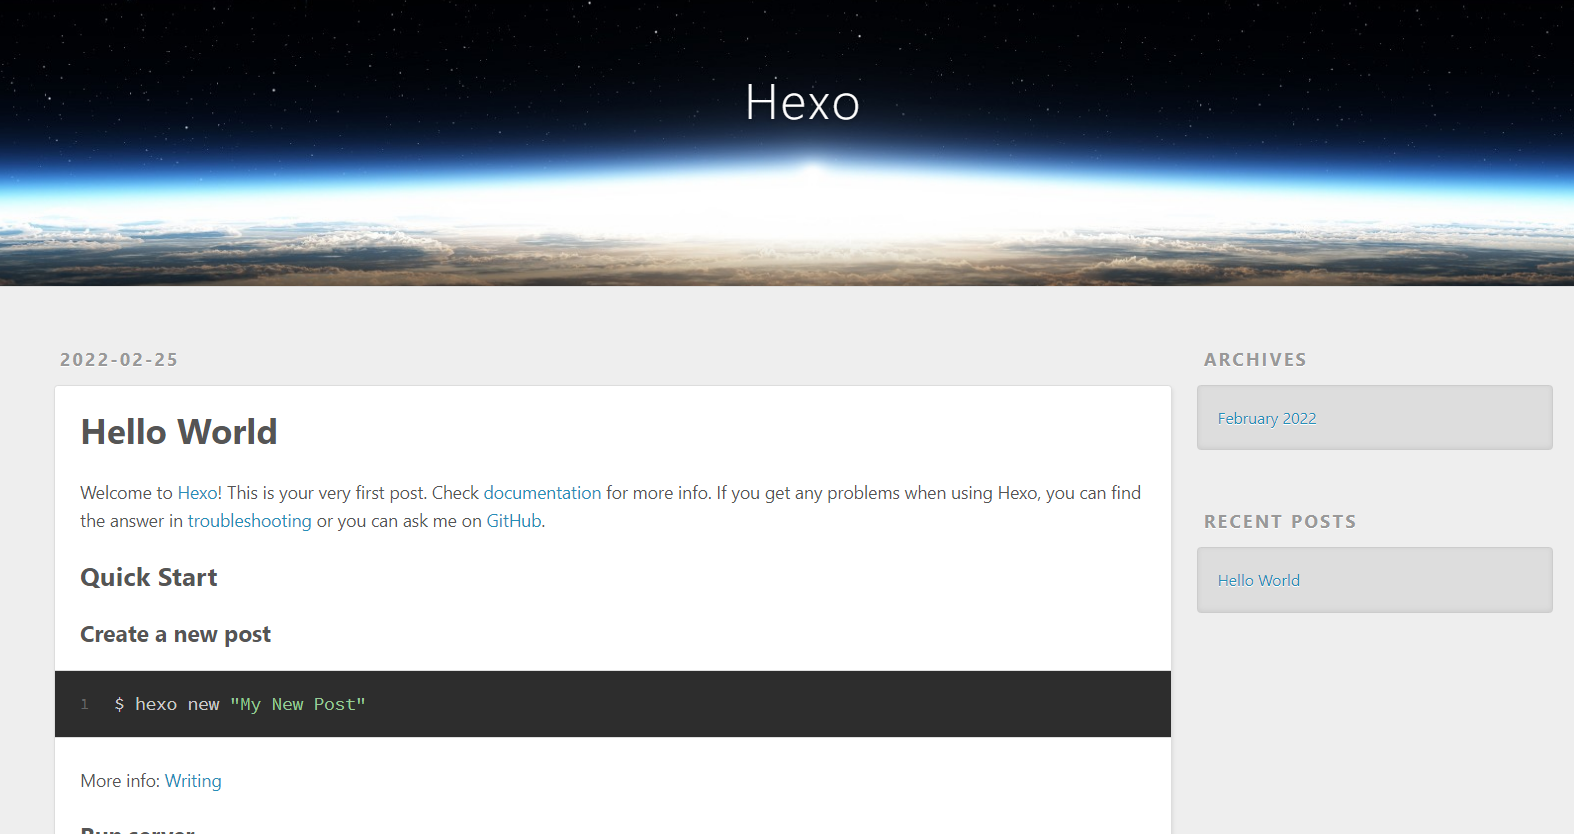 Hexo
2022-02-25
Hello World
Welcome to Hexo! This is your very first post. Check documentation for more info. If you get any problems when using Hexo, you can find
the answer in troubleshooting or you can ask me on GitHub.
Quick Start
Create a new post
1 $ hexo new "My New Post"
More info: Writing
Run server
ARCHIVES
February 2022
RECENT POSTS
Hello World